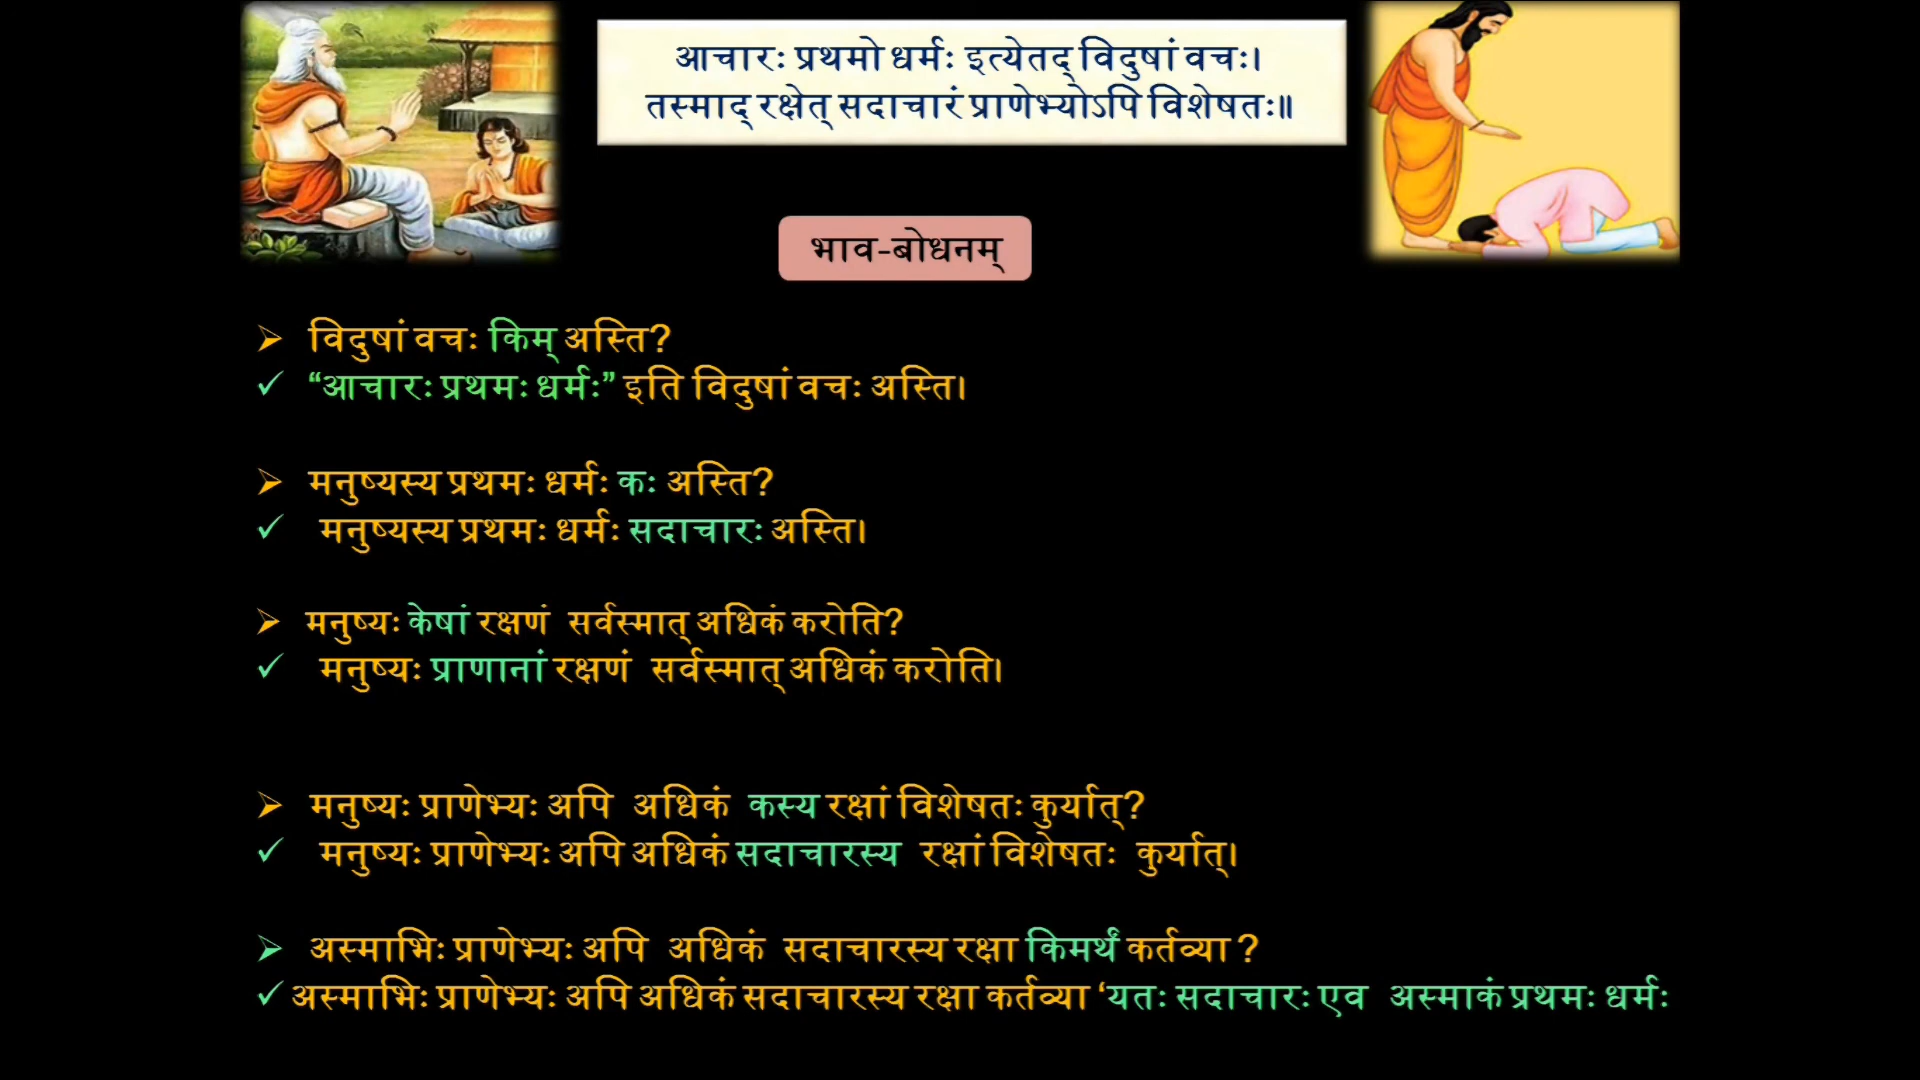 आचारः प्रथमो धर्मः इत्येतद् विदुषां वचः।
तस्माद् रक्षेत् सदाचारं प्राणेभ्योऽपि विशेषतः॥
भाव-बोधनम्
➢ विदुषां वचः किम् अस्ति?
✓ “आचारः प्रथमः धर्मः” इति विदुषां वचः अस्ति।
➢ मनुष्यस्य प्रथमः धर्मः कः अस्ति?
✓ मनुष्यस्य प्रथमः धर्मः सदाचारः अस्ति।
➢ मनुष्यः केषां रक्षणं सर्वस्मात् अधिकं करोति?
✓ मनुष्यः प्राणानां रक्षणं सर्वस्मात् अधिकं करोति।
➢ मनुष्यः प्राणेभ्यः अपि अधिकं कस्य रक्षां विशेषतः कुर्यात्?
✓ मनुष्यः प्राणेभ्यः अपि अधिकं सदाचारस्य रक्षां विशेषतः कुर्यात्।
➢ अस्माभिः प्राणेभ्यः अपि अधिकं सदाचारस्य रक्षा किमर्थं कर्तव्या ?
✓ अस्माभिः प्राणेभ्यः अपि अधिकं सदाचारस्य रक्षा कर्तव्या ‘यतः सदाचारः एव अस्माकं प्रथमः धर्मः